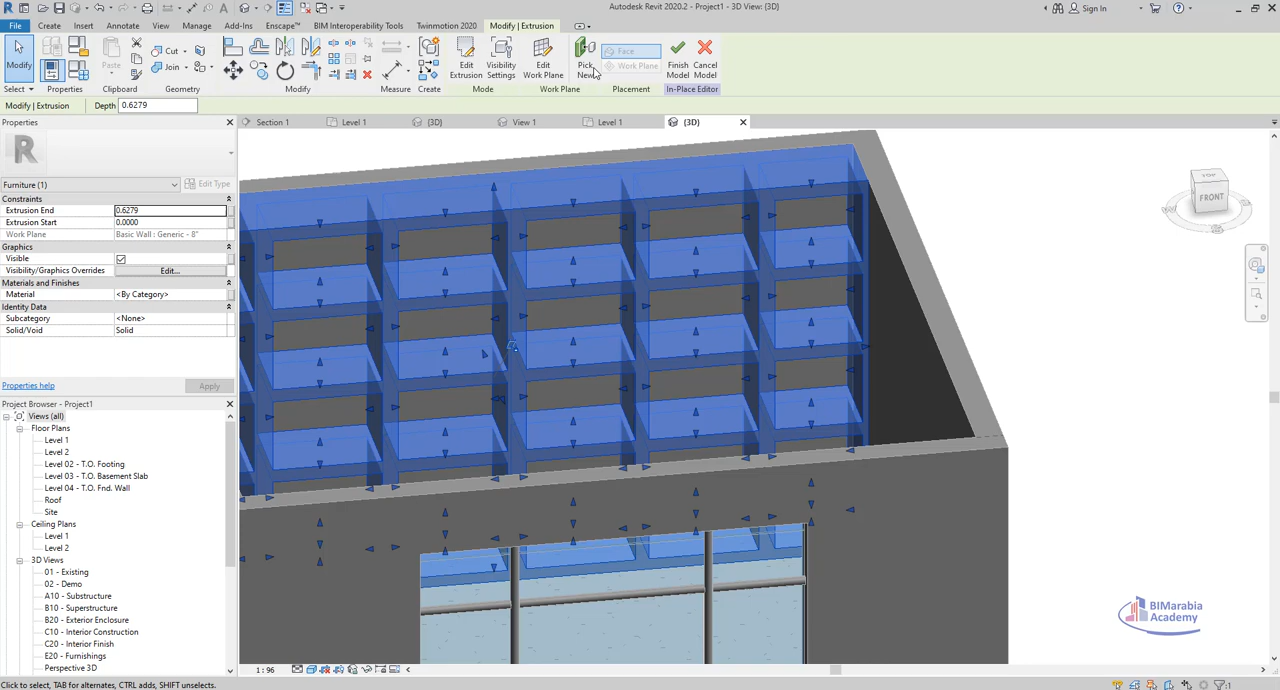 Autodesk Revit 2020.2 - Project1 - 3D View: {3D}
Sign In
File Create Insert Annotate View Manage Add-Ins Enscape™ BIM Interoperability Tools Twinmotion 2020 Modify | Extrusion
Modify
Paste
Cut
Join
Edit Extrusion
Visibility Settings
Edit Work Plane
Pick New
Face
Work Plane
Finish Model
Cancel Model
Select Properties Clipboard Geometry Modify Measure Create Mode Work Plane Placement In-Place Editor
Modify | Extrusion Depth 0.6279
Properties
Section 1 Level 1 {3D} View 1 Level 1 {3D}
R
Furniture (1) Edit Type
Constraints
Extrusion End 0.6279
Extrusion Start 0.0000
Work Plane Basic Wall : Generic - 8"
Graphics
Visible
Visibility/Graphics Overrides Edit...
Materials and Finishes
Material <By Category>
Identity Data
Subcategory <None>
Solid/Void Solid
Properties help Apply
Project Browser - Project1
Views (all)
Floor Plans
Level 1
Level 2
Level 02 - T.O. Footing
Level 03 - T.O. Basement Slab
Level 04 - T.O. Fnd. Wall
Roof
Site
Ceiling Plans
Level 1
Level 2
3D Views
01 - Existing
02 - Demo
A10 - Substructure
B10 - Superstructure
B20 - Exterior Enclosure
C10 - Interior Construction
C20 - Interior Finish
E20 - Furnishings
Perspective 3D
TOP
FRONT
BIMarabia
Academy
1 : 96
Click to select, TAB for alternates, CTRL adds, SHIFT unselects.
:1